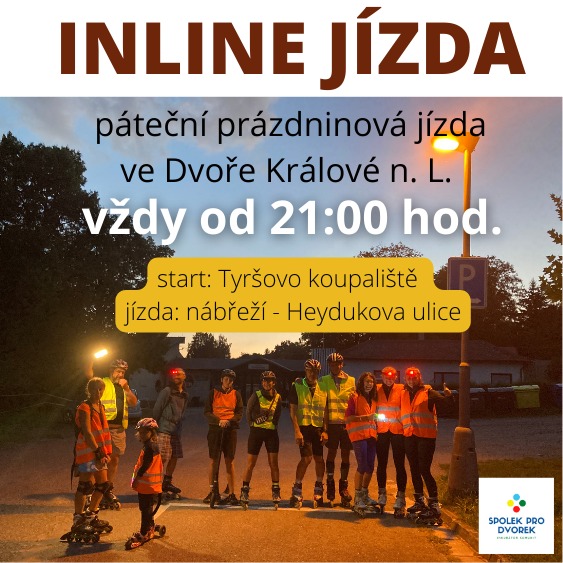 INLINE JÍZDA
páteční prázdninová jízda
ve Dvoře Králové n. L.
vždy od 21:00 hod.
start: Tyršovo koupaliště
jízda: nábřeží - Heydukova ulice
P
SPOLEK PRO
DVOREK